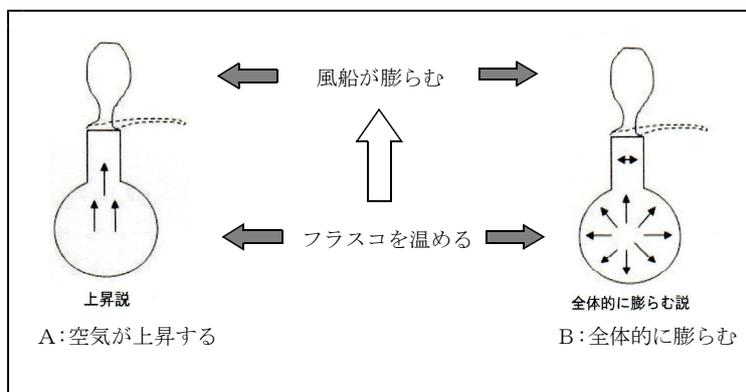 風船が膨らむ
フラスコを温める
上昇説
全体的に膨らむ説
A:空気が上昇する
B:全体的に膨らむ